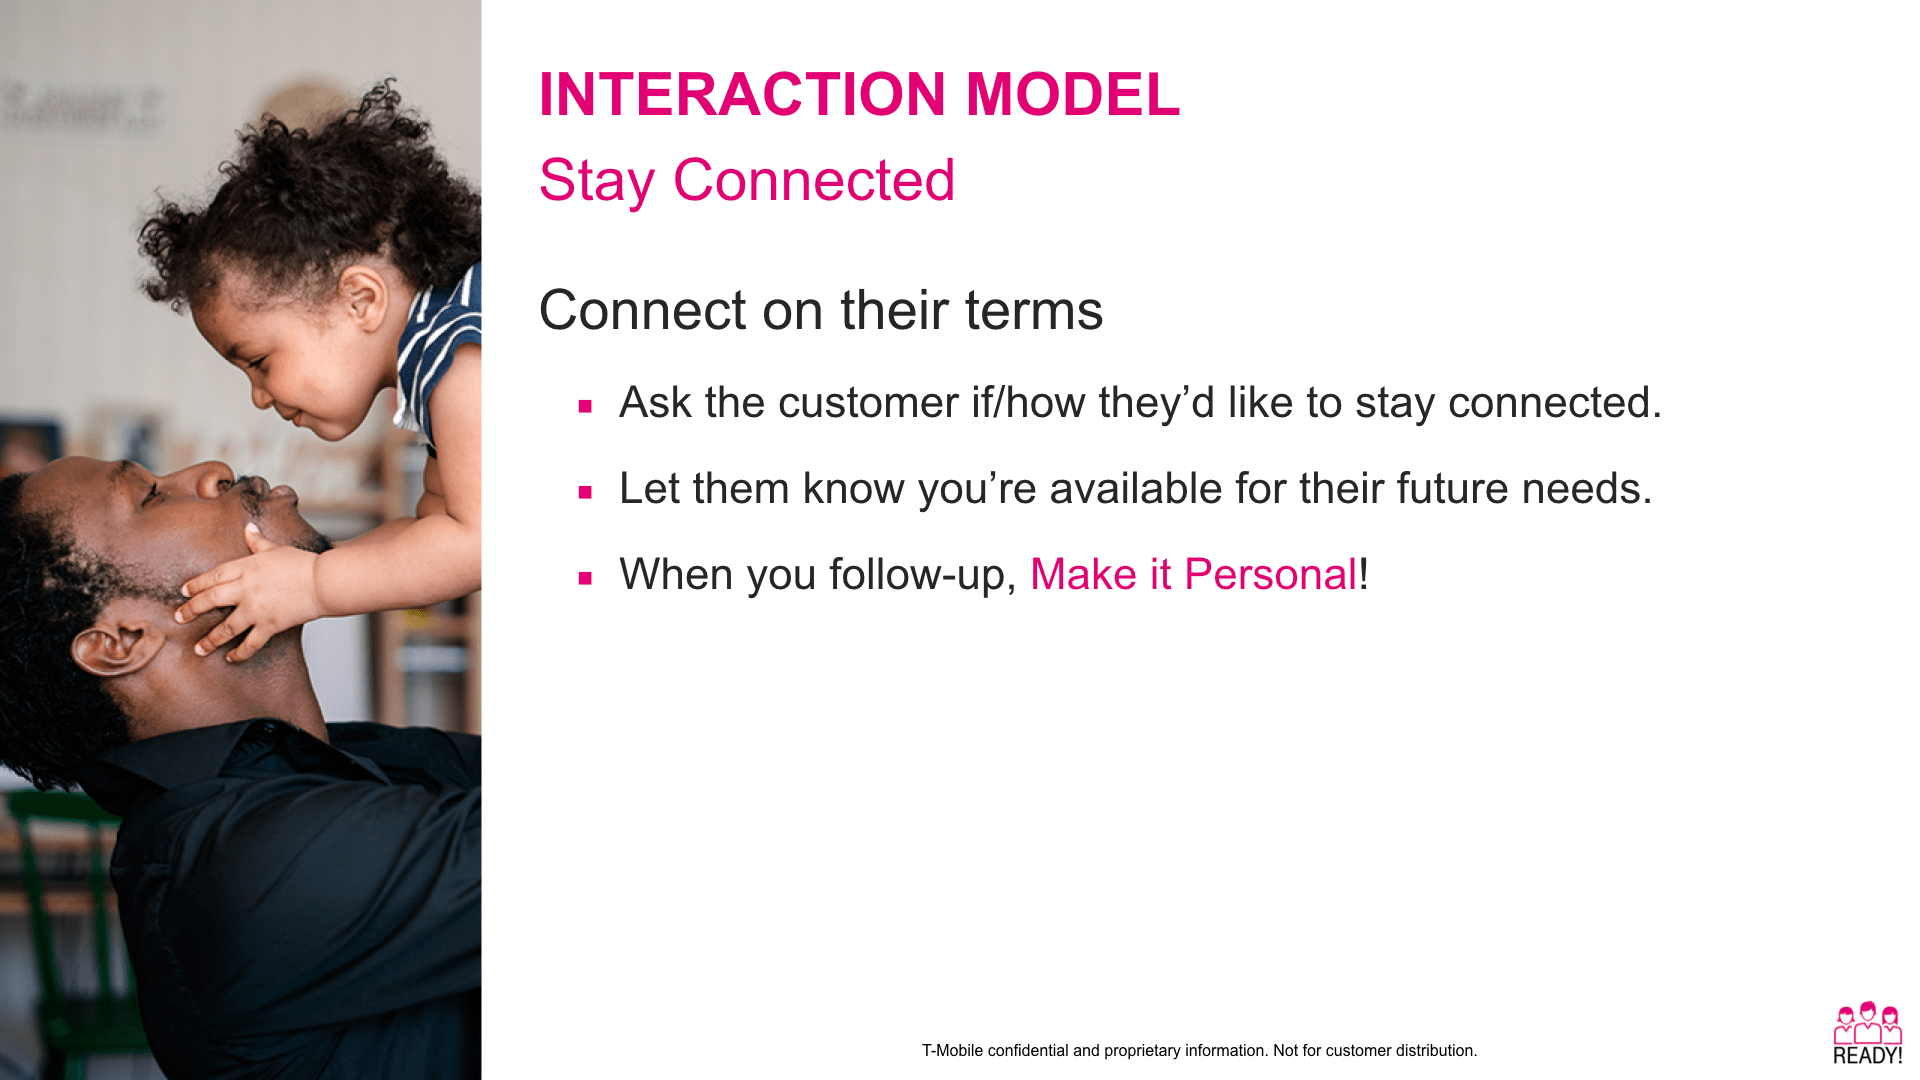 INTERACTION MODEL
Stay Connected
Connect on their terms
▪ Ask the customer if/how they’d like to stay connected.
▪ Let them know you’re available for their future needs.
▪ When you follow-up, Make it Personal!
T-Mobile confidential and proprietary information. Not for customer distribution.
READY!